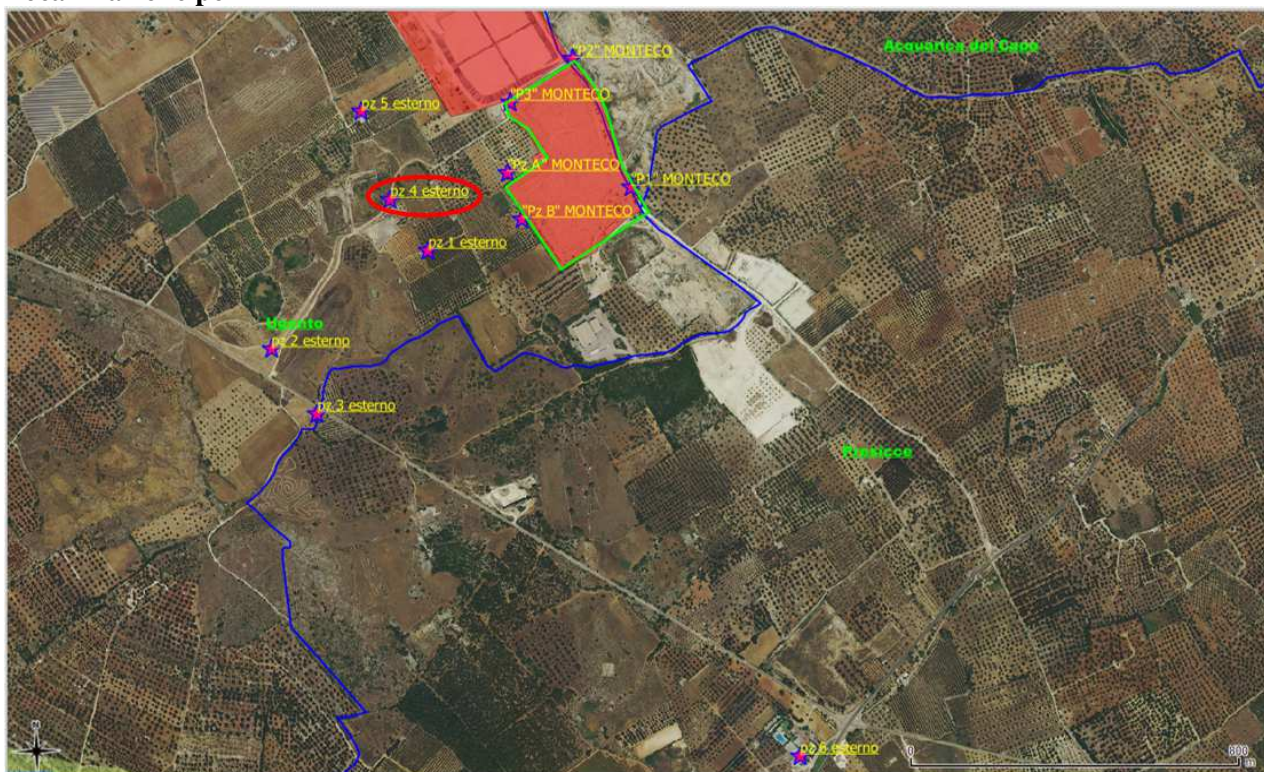 Acquarica del Capo
"P2" MONTECO
"P3" MONTECO
pz 5 esterno
"Pz A" MONTECO
"P1" MONTECO
pz 4 esterno
"Pz B" MONTECO
pz 1 esterno
Ugento
pz 2 esterno
pz 3 esterno
Presicce
pz 6 esterno
N
0
800
m